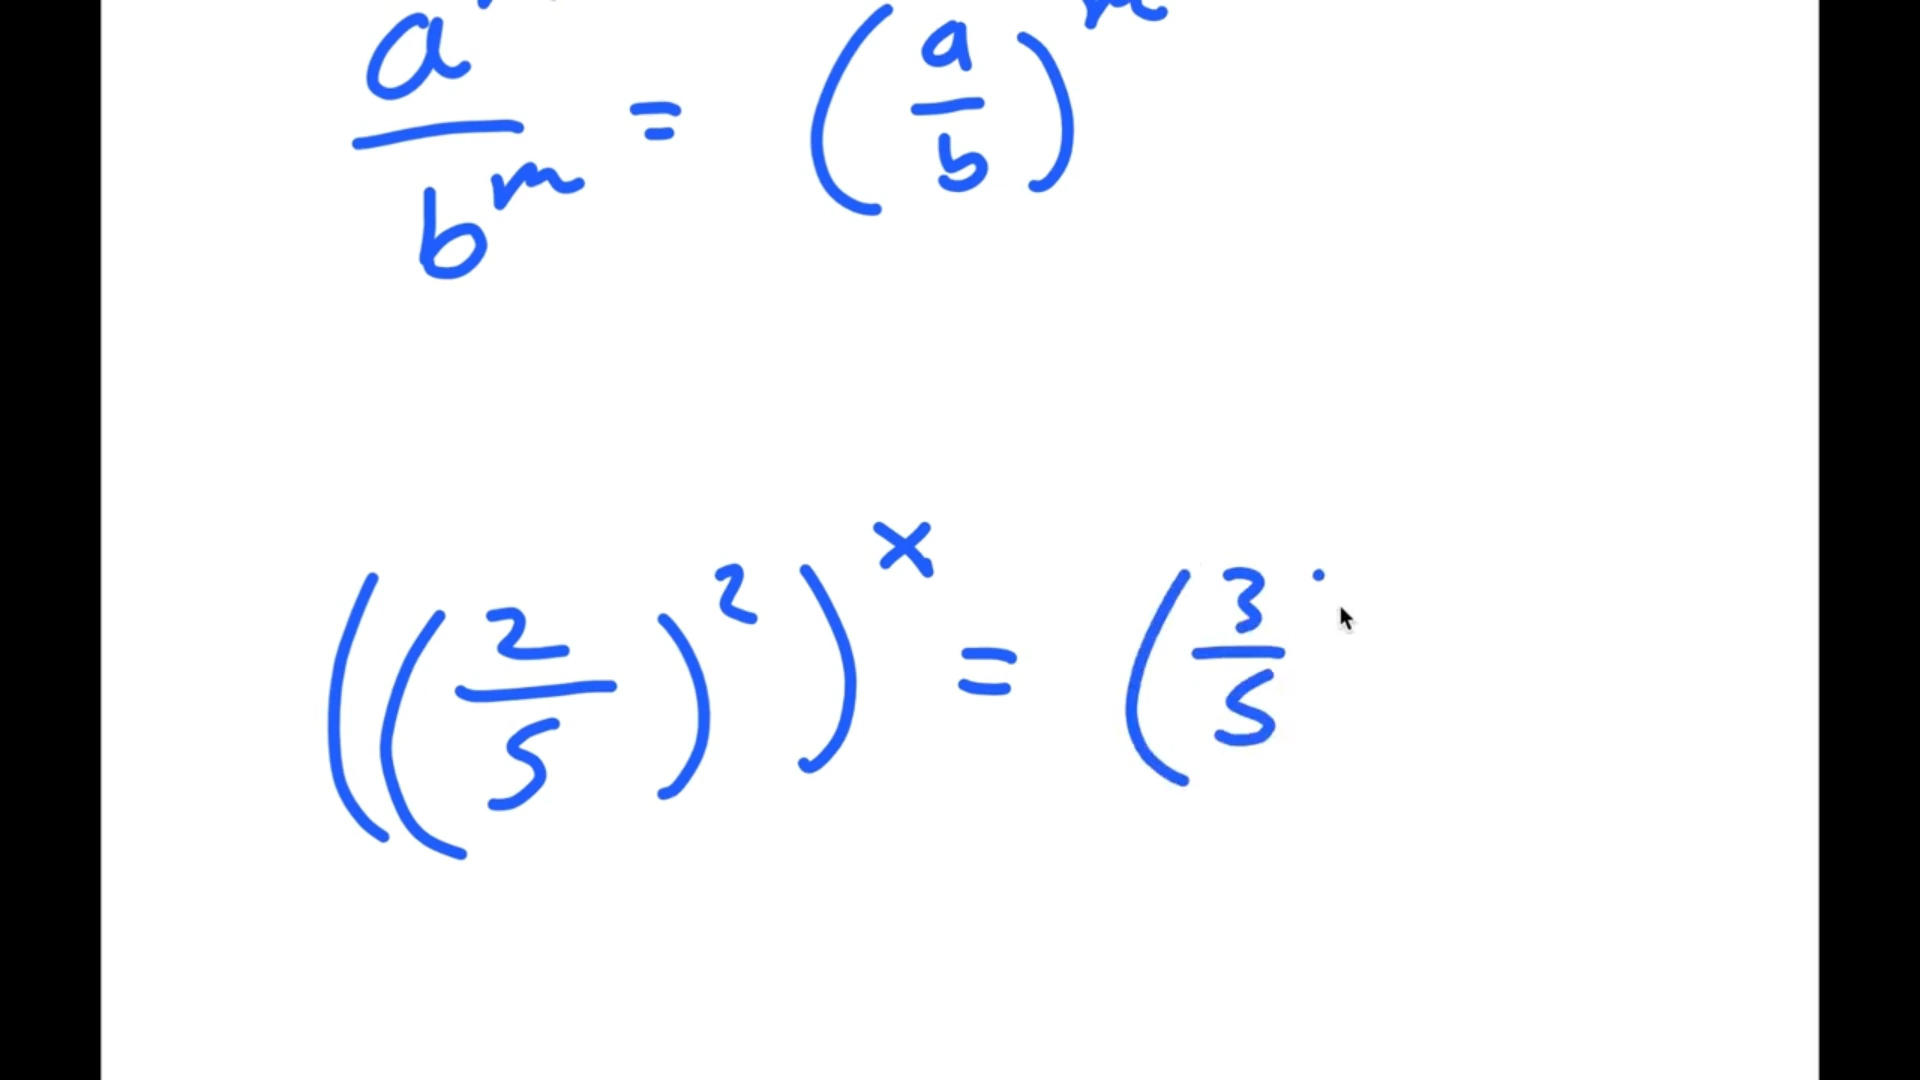 a^m/b^m = (a/b)^m
((2/5)^2)^x = (3/5